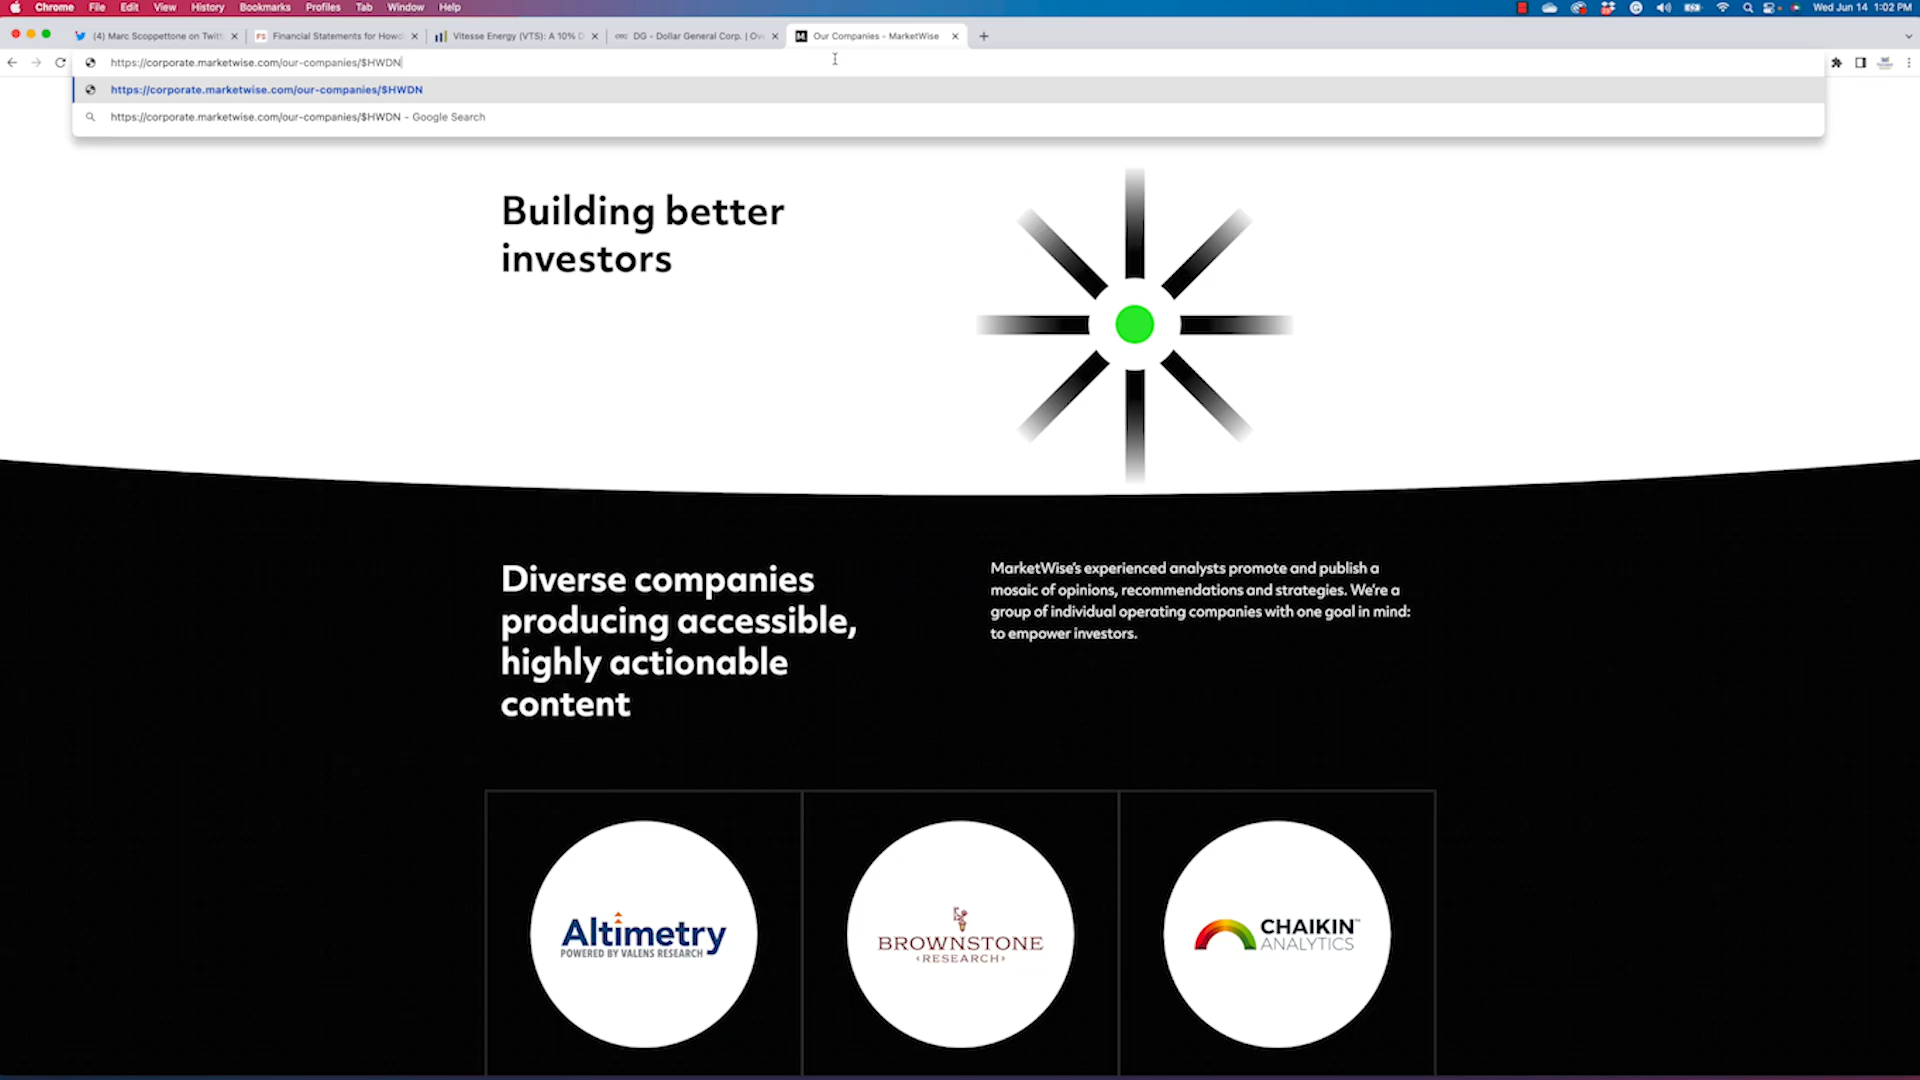 Chrome File Edit View History Bookmarks Profiles Tab Window Help
Wed Jun 14 1:02 PM
(4) Marc Scoppettone on Twitt
Financial Statements for Howd
Vitesse Energy (VTS): A 10% D
DG - Dollar General Corp. | Ov
Our Companies - MarketWise
https://corporate.marketwise.com/our-companies/$HWDN
https://corporate.marketwise.com/our-companies/$HWDN
https://corporate.marketwise.com/our-companies/$HWDN - Google Search
Building better
investors
Diverse companies
producing accessible,
highly actionable
content
MarketWise's experienced analysts promote and publish a
mosaic of opinions, recommendations and strategies. We're a
group of individual operating companies with one goal in mind:
to empower investors.
Altimetry
POWERED BY VALENS RESEARCH
BROWNSTONE
‹RESEARCH›
CHAIKIN™
ANALYTICS